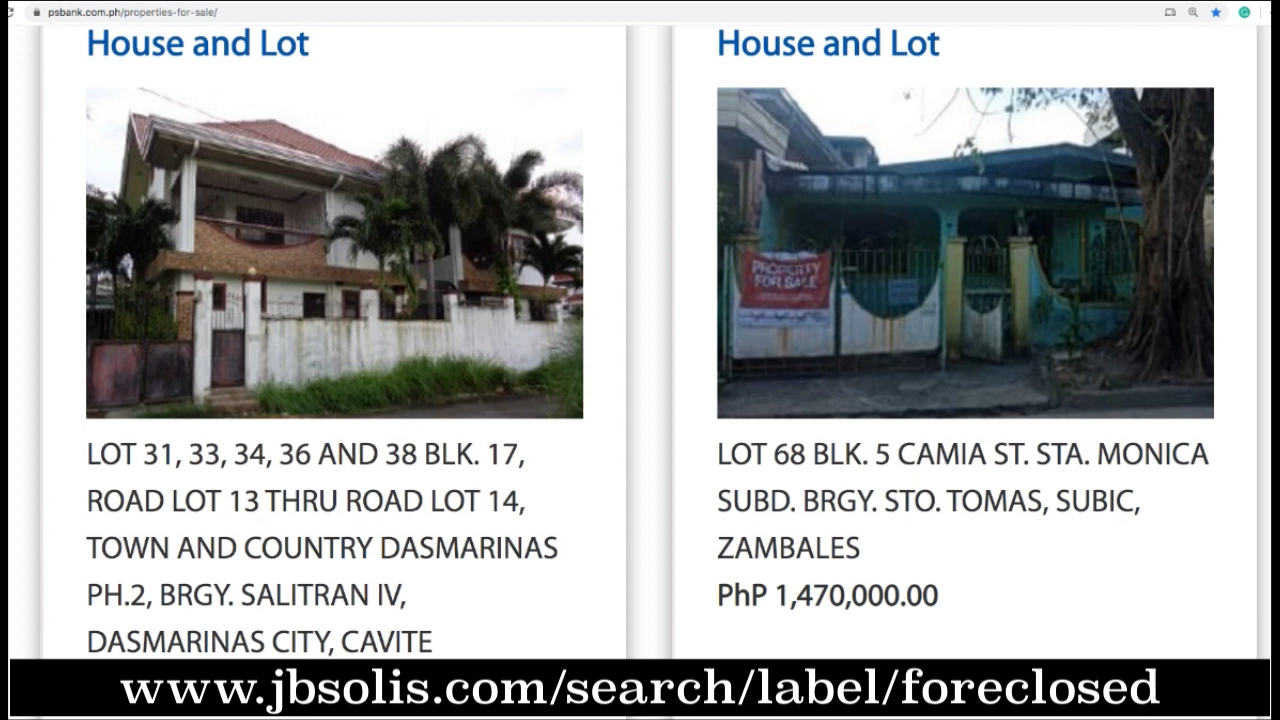 psbank.com.ph/properties-for-sale/
House and Lot
LOT 31, 33, 34, 36 AND 38 BLK. 17,
ROAD LOT 13 THRU ROAD LOT 14,
TOWN AND COUNTRY DASMARINAS
PH.2, BRGY. SALITRAN IV,
DASMARINAS CITY, CAVITE
House and Lot
PROPERTY
FOR SALE
LOT 68 BLK. 5 CAMIA ST. STA. MONICA
SUBD. BRGY. STO. TOMAS, SUBIC,
ZAMBALES
PhP 1,470,000.00
www.jbsolis.com/search/label/foreclosed